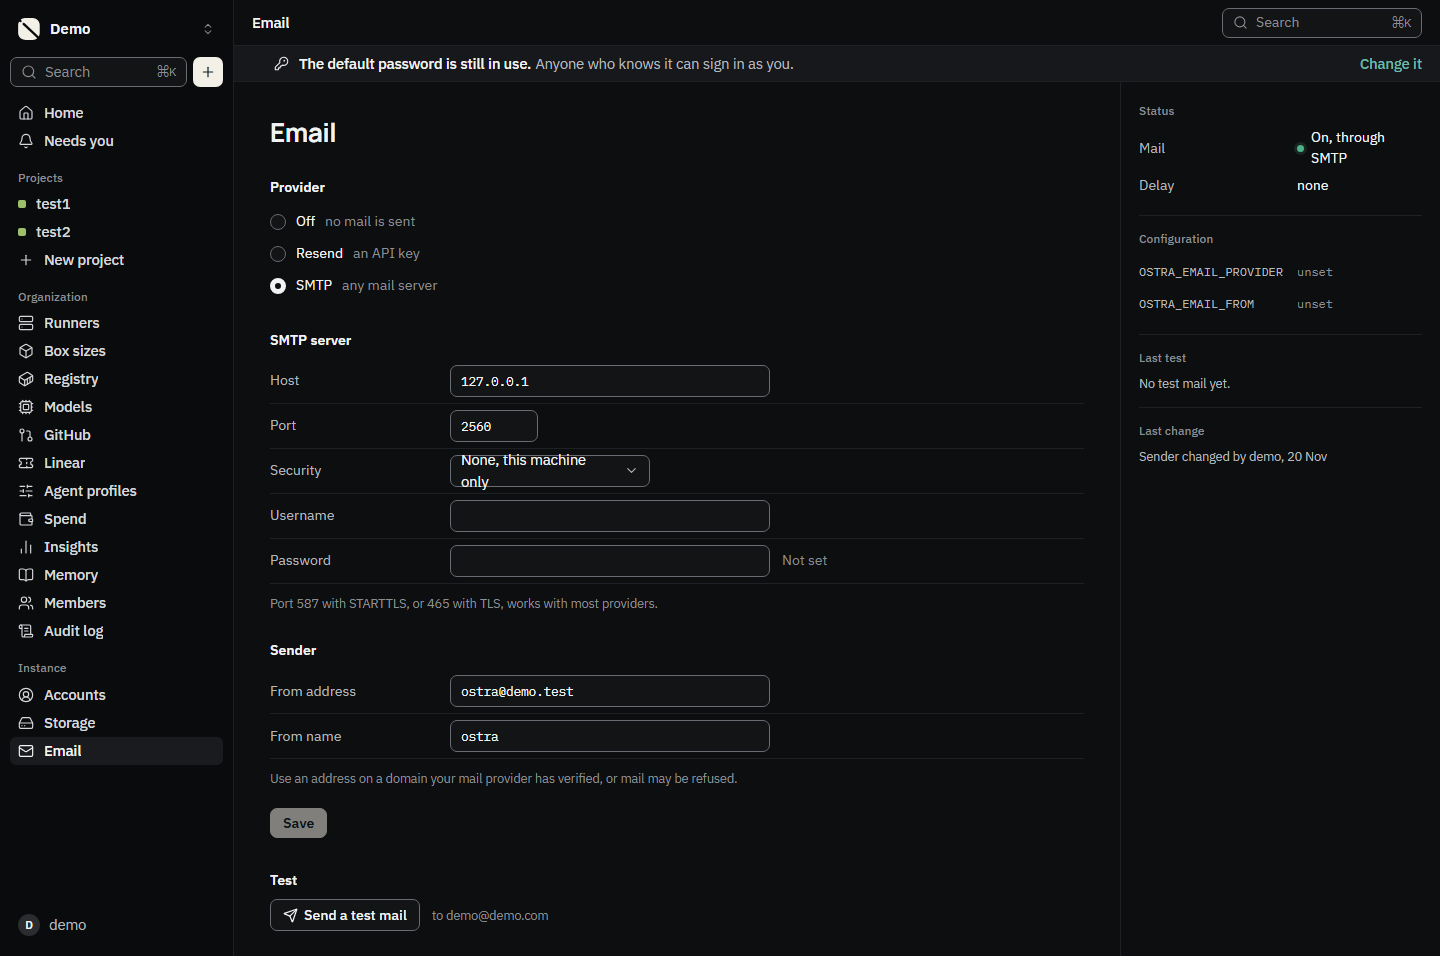 Demo
Search ⌘K
Home
Needs you
Projects
test1
test2
New project
Organization
Runners
Box sizes
Registry
Models
GitHub
Linear
Agent profiles
Spend
Insights
Memory
Members
Audit log
Instance
Accounts
Storage
Email
D demo
Email
Search ⌘K
The default password is still in use. Anyone who knows it can sign in as you.
Change it
Email
Provider
Off no mail is sent
Resend an API key
SMTP any mail server
SMTP server
Host 127.0.0.1
Port 2560
Security None, this machine
only
Username
Password Not set
Port 587 with STARTTLS, or 465 with TLS, works with most providers.
Sender
From address ostra@demo.test
From name ostra
Use an address on a domain your mail provider has verified, or mail may be refused.
Save
Test
Send a test mail to demo@demo.com
Status
Mail On, through
SMTP
Delay none
Configuration
OSTRA_EMAIL_PROVIDER unset
OSTRA_EMAIL_FROM unset
Last test
No test mail yet.
Last change
Sender changed by demo, 20 Nov